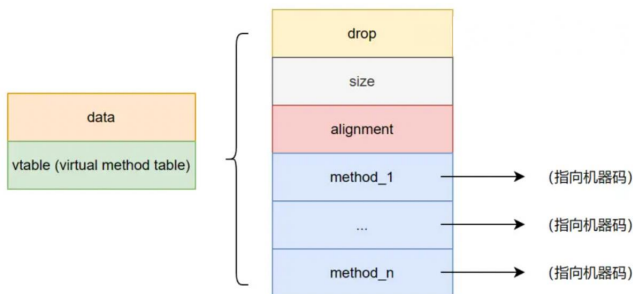 drop
size
data
alignment
vtable (virtual method table)
method_1
(指向机器码)
...
(指向机器码)
method_n
(指向机器码)